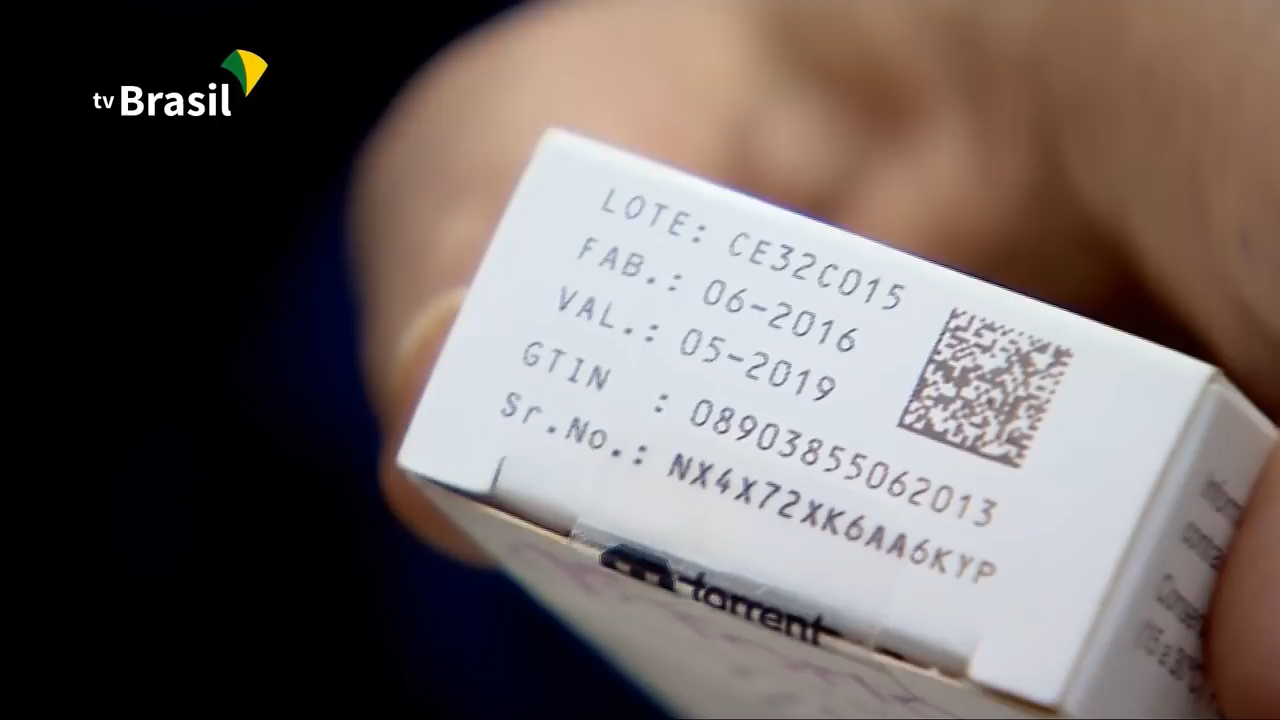 tv Brasil
LOTE: CE32C015
FAB.: 06-2016
VAL.: 05-2019
GTIN : 08903855062013
Sr.No.: NX4X72XK6AA6KYP
torrent